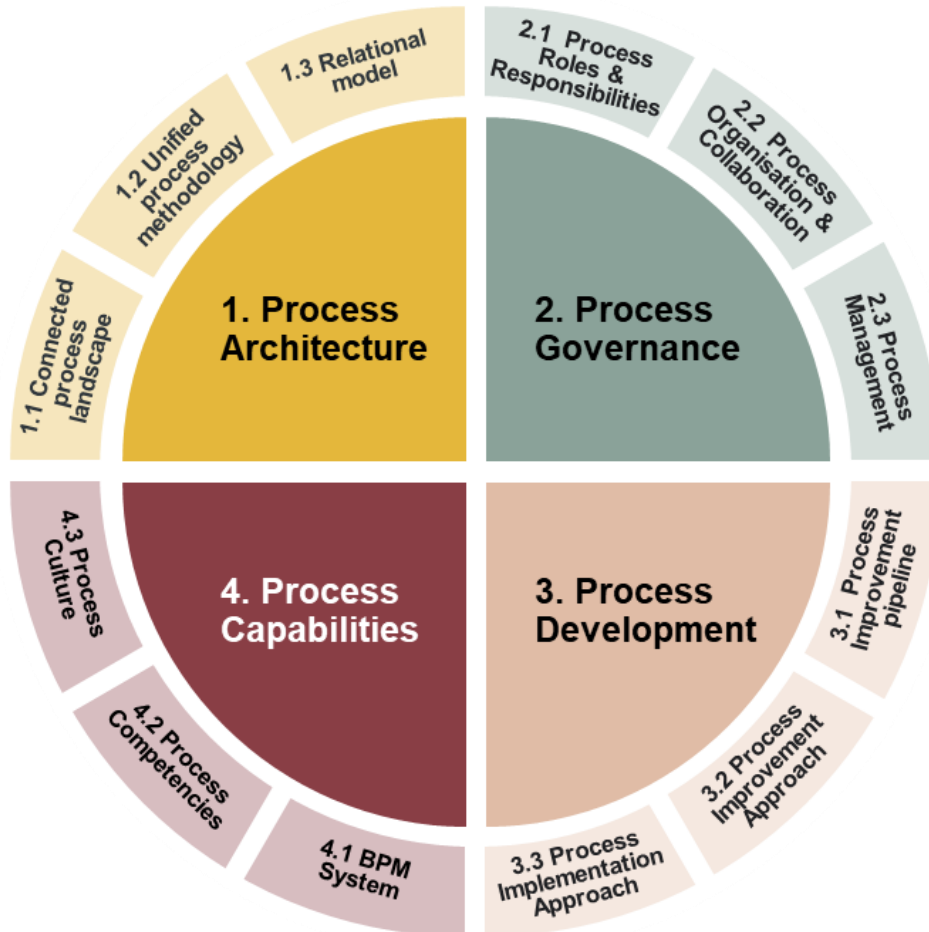 1.3 Relational
model
2.1 Process
Roles &
Responsibilities
1.2 Unified
process
methodology
2.2 Process
Organisation &
Collaboration
1.1 Connected
process
landscape
1. Process
Architecture
2. Process
Governance
2.3 Process
Management
4.3 Process
Culture
4. Process
Capabilities
3. Process
Development
3.1 Process
Improvement
pipeline
4.2 Process
Competencies
3.2 Process
Improvement
Approach
4.1 BPM
System
3.3 Process
Implementation
Approach